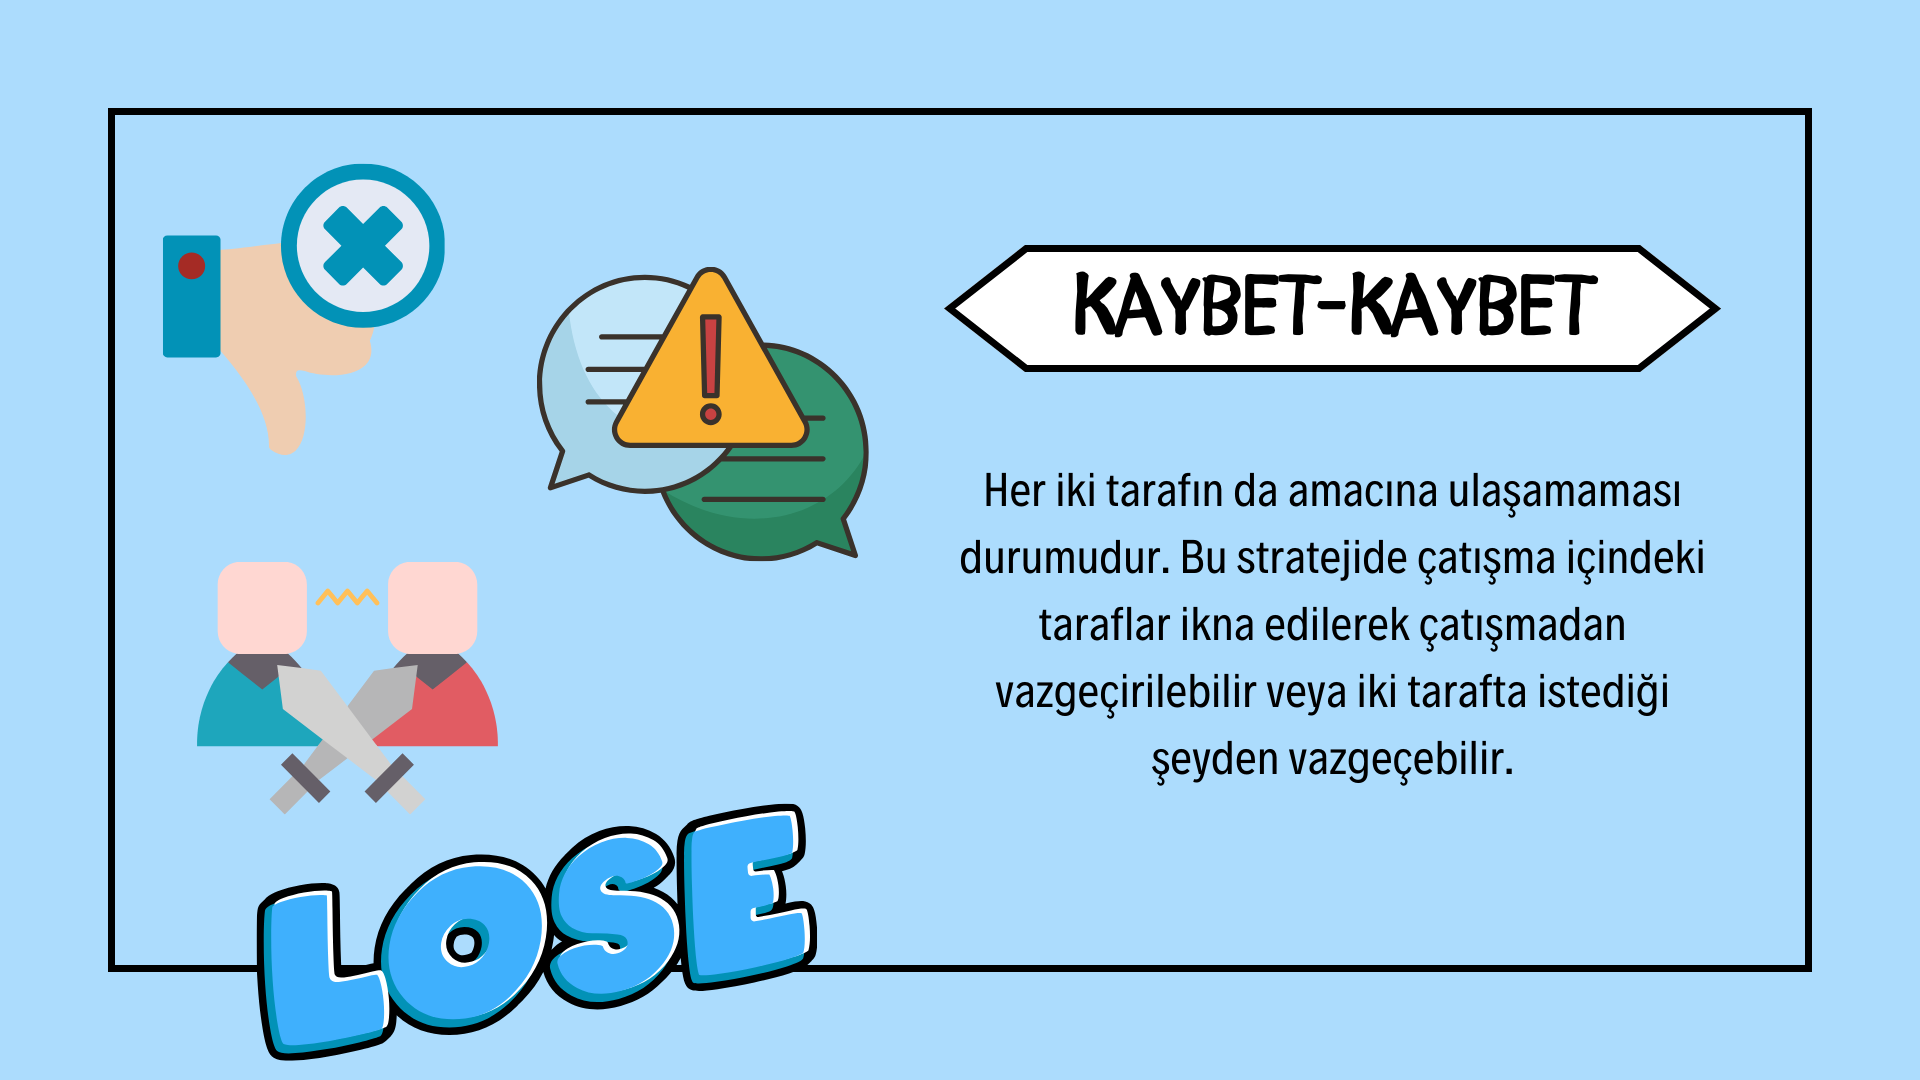 KAYBET-KAYBET
Her iki tarafın da amacına ulaşamaması
durumudur. Bu stratejide çatışma içindeki
taraflar ikna edilerek çatışmadan
vazgeçirilebilir veya iki tarafta istediği
şeyden vazgeçebilir.
LOSE